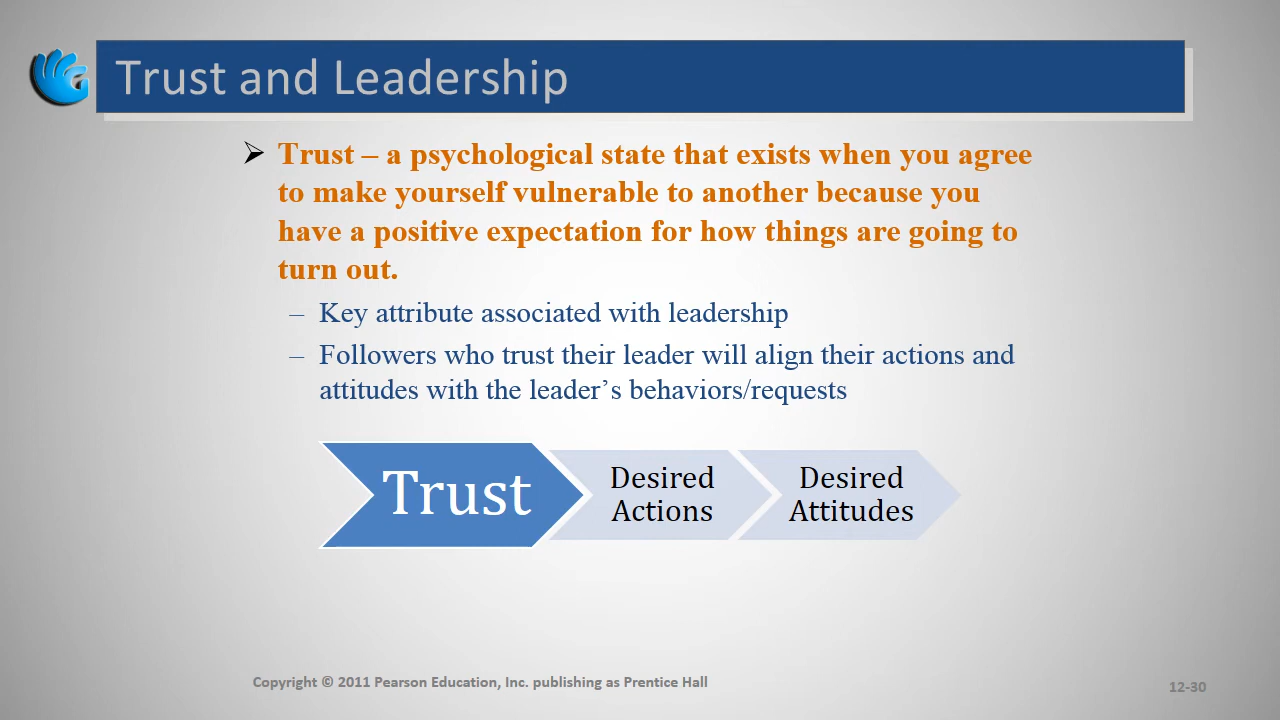 Trust and Leadership
➢ Trust – a psychological state that exists when you agree
to make yourself vulnerable to another because you
have a positive expectation for how things are going to
turn out.
– Key attribute associated with leadership
– Followers who trust their leader will align their actions and
attitudes with the leader’s behaviors/requests
Trust
Desired
Actions
Desired
Attitudes
Copyright © 2011 Pearson Education, Inc. publishing as Prentice Hall
12-30